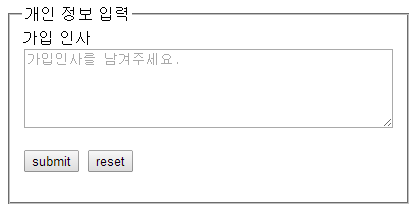 개인 정보 입력
가입 인사
가입인사를 남겨주세요.
submit reset